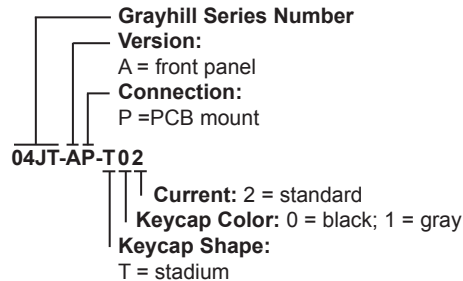 Grayhill Series Number
Version:
A = front panel
Connection:
P =PCB mount
04JT-AP-T02
Current: 2 = standard
Keycap Color: 0 = black; 1 = gray
Keycap Shape:
T = stadium